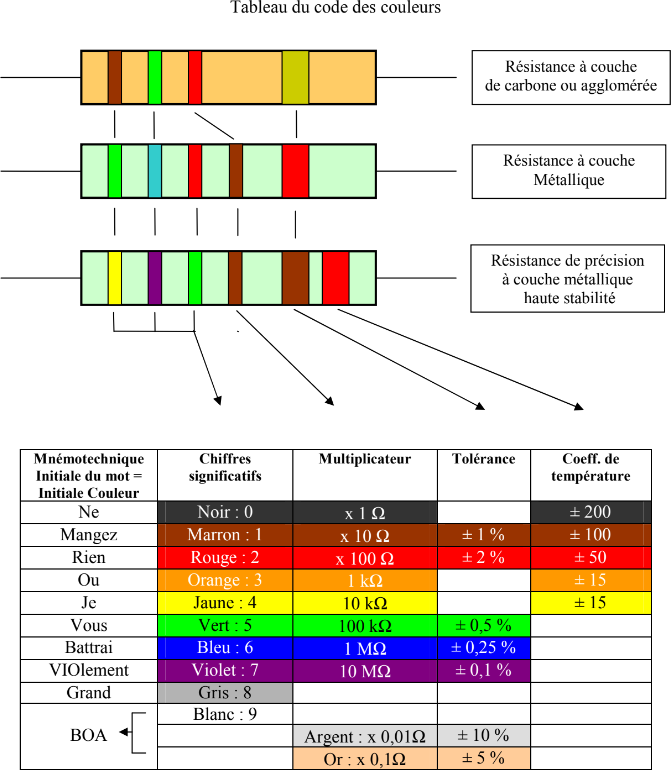 Tableau du code des couleurs
Résistance à couche
de carbone ou agglomérée
Résistance à couche
Métallique
Résistance de précision
à couche métallique
haute stabilité
Mnémotechnique
Initiale du mot =
Initiale Couleur
Chiffres
significatifs
Multiplicateur
Tolérance
Coeff. de
température
Ne Noir : 0 x 1 Ω ± 200
Mangez Marron : 1 x 10 Ω ± 1 % ± 100
Rien Rouge : 2 x 100 Ω ± 2 % ± 50
Ou Orange : 3 1 kΩ ± 15
Je Jaune : 4 10 kΩ ± 15
Vous Vert : 5 100 kΩ ± 0,5 %
Battrai Bleu : 6 1 MΩ ± 0,25 %
VIOlement Violet : 7 10 MΩ ± 0,1 %
Grand Gris : 8
Blanc : 9
BOA Argent : x 0,01Ω ± 10 %
Or : x 0,1Ω ± 5 %